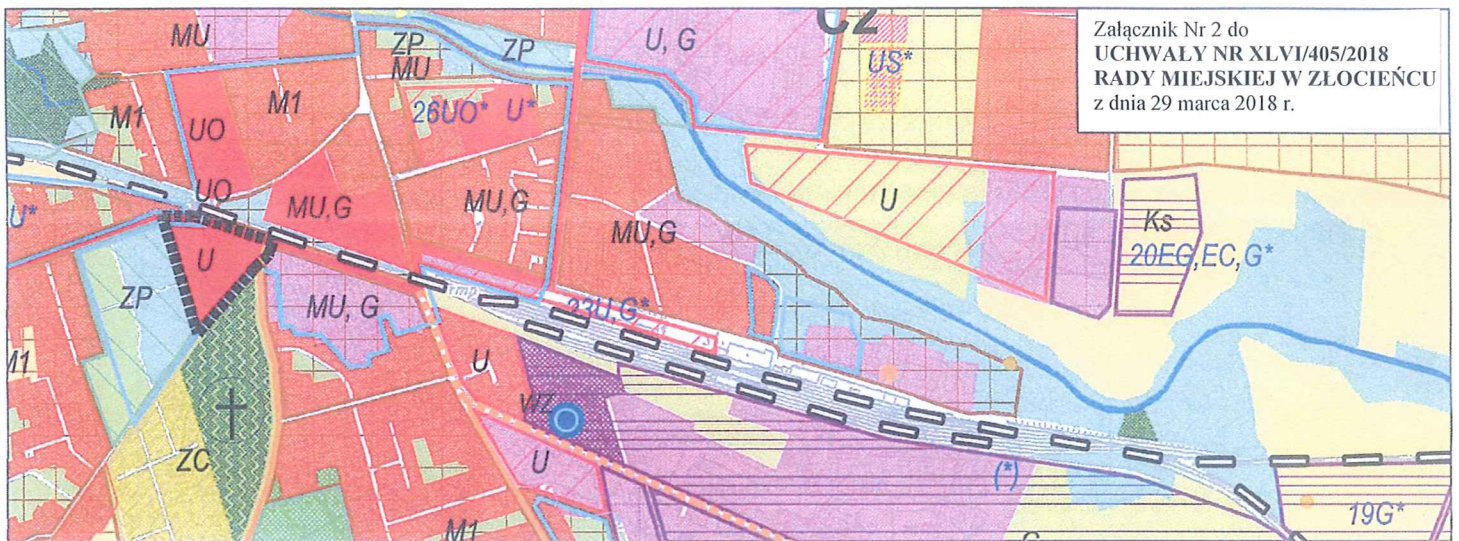 Załącznik Nr 2 do
UCHWAŁY NR XLVI/405/2018
RADY MIEJSKIEJ W ZŁOCIEŃCU
z dnia 29 marca 2018 r.
C2
MU
ZP
ZP
MU
U, G
US*
M1
UO
M1
26UO* U*
UO
U*
MU,G
MU,G
MU,G
U
Ks
20EG,EC,G*
U
ZP
MU, G
23U,G*
M1
U
WZ
ZC
U
(*)
19G*
M1